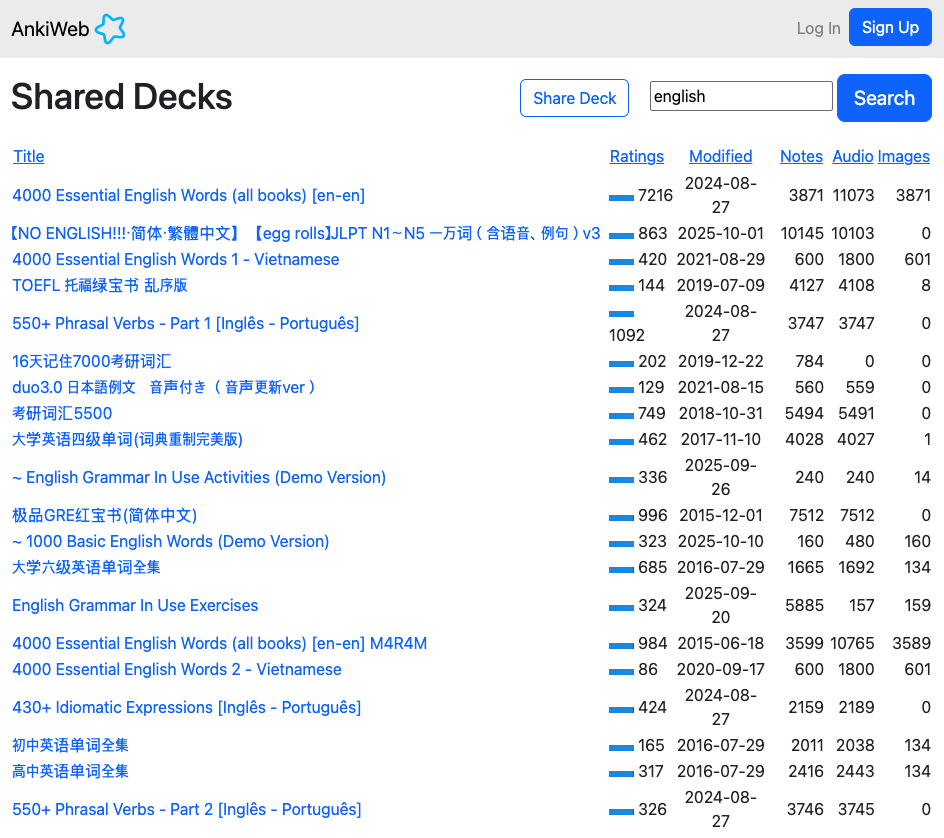 AnkiWeb Log In Sign Up
Shared Decks Share Deck english Search
Title Ratings Modified Notes Audio Images
4000 Essential English Words (all books) [en-en] 7216 2024-08-27 3871 11073 3871
【NO ENGLISH!!!·简体·繁體中文】【egg rolls】JLPT N1～N5 一万词（含语音、例句）v3 863 2025-10-01 10145 10103 0
4000 Essential English Words 1 - Vietnamese 420 2021-08-29 600 1800 601
TOEFL 托福绿宝书 乱序版 144 2019-07-09 4127 4108 8
550+ Phrasal Verbs - Part 1 [Inglês - Português] 1092 2024-08-27 3747 3747 0
16天记住7000考研词汇 202 2019-12-22 784 0 0
duo3.0 日本語例文　音声付き（音声更新ver） 129 2021-08-15 560 559 0
考研词汇5500 749 2018-10-31 5494 5491 0
大学英语四级单词(词典重制完美版) 462 2017-11-10 4028 4027 1
~ English Grammar In Use Activities (Demo Version) 336 2025-09-26 240 240 14
极品GRE红宝书(简体中文) 996 2015-12-01 7512 7512 0
~ 1000 Basic English Words (Demo Version) 323 2025-10-10 160 480 160
大学六级英语单词全集 685 2016-07-29 1665 1692 134
English Grammar In Use Exercises 324 2025-09-20 5885 157 159
4000 Essential English Words (all books) [en-en] M4R4M 984 2015-06-18 3599 10765 3589
4000 Essential English Words 2 - Vietnamese 86 2020-09-17 600 1800 601
430+ Idiomatic Expressions [Inglês - Português] 424 2024-08-27 2159 2189 0
初中英语单词全集 165 2016-07-29 2011 2038 134
高中英语单词全集 317 2016-07-29 2416 2443 134
550+ Phrasal Verbs - Part 2 [Inglês - Português] 326 2024-08-27 3746 3745 0